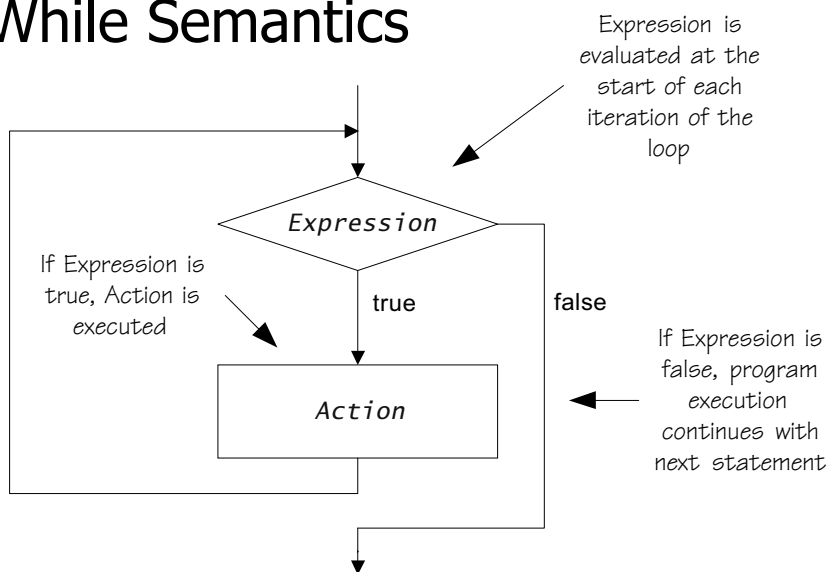 While Semantics
Expression is
evaluated at the
start of each
iteration of the
loop
Expression
If Expression is
true, Action is
executed
true
false
Action
If Expression is
false, program
execution
continues with
next statement